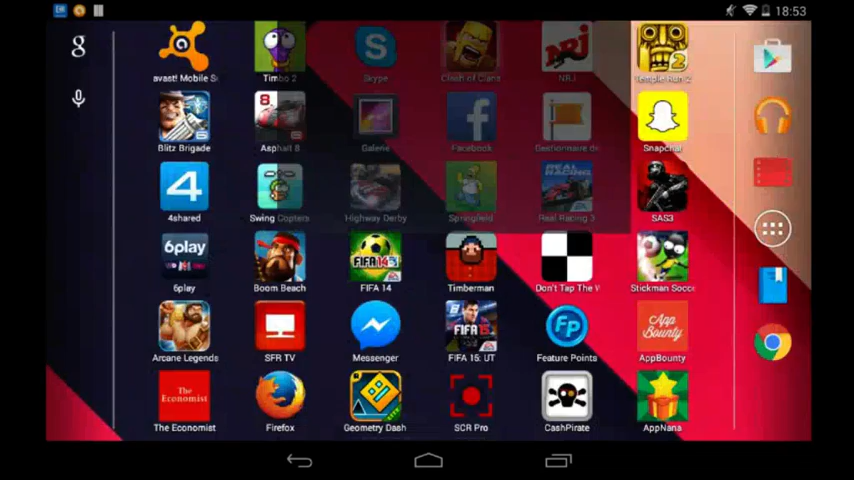 18:53
g
avast! Mobile S
Timbo 2
Skype
Clash of Clans
NRJ
Temple Run 2
Blitz Brigade
Asphalt 8
Galerie
Facebook
Gestionnaire de
Snapchat
4shared
Swing Copters
Highway Derby
Springfield
Real Racing 3
SAS3
6play
6play
Boom Beach
FIFA 14
Timberman
Don't Tap The W
Stickman Socce
Arcane Legends
SFR TV
Messenger
FIFA 15: UT
Feature Points
AppBounty
The Economist
Firefox
Geometry Dash
SCR Pro
CashPirate
AppNana